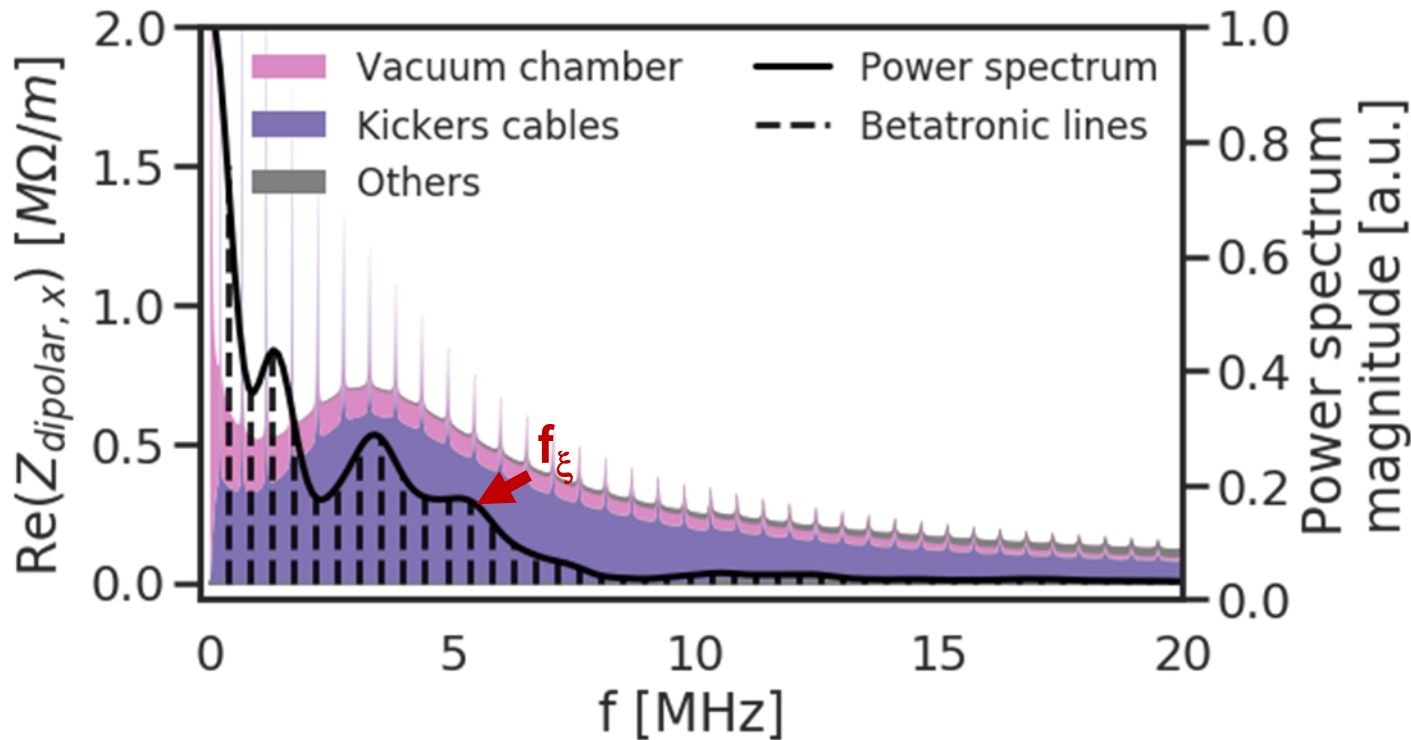 2.0
1.5
1.0
0.5
0.0
Re(Z_dipolar, x) [MΩ/m]
Vacuum chamber
Kickers cables
Others
Power spectrum
Betatronic lines
f_ξ
1.0
0.8
0.6
0.4
0.2
0.0
Power spectrum
magnitude [a.u.]
0 5 10 15 20
f [MHz]